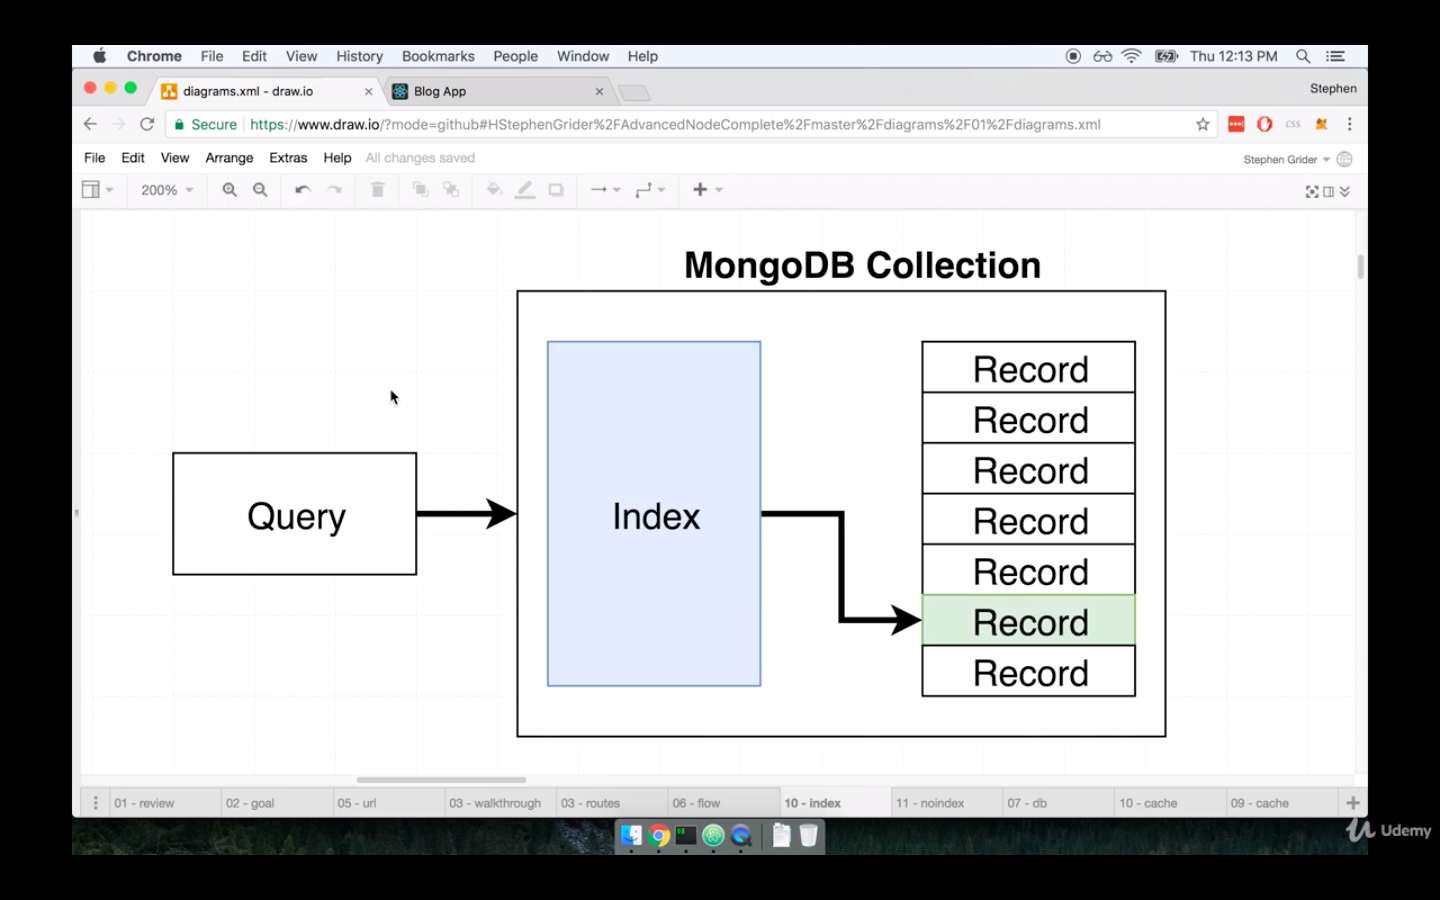 Chrome File Edit View History Bookmarks People Window Help Thu 12:13 PM
diagrams.xml - draw.io Blog App Stephen
Secure https://www.draw.io/?mode=github#HStephenGrider%2FAdvancedNodeComplete%2Fmaster%2Fdiagrams%2F01%2Fdiagrams.xml css
File Edit View Arrange Extras Help All changes saved Stephen Grider
200%
MongoDB Collection
Query
Index
Record
Record
Record
Record
Record
Record
Record
01 - review 02 - goal 05 - url 03 - walkthrough 03 - routes 06 - flow 10 - index 11 - noindex 07 - db 10 - cache 09 - cache
Udemy